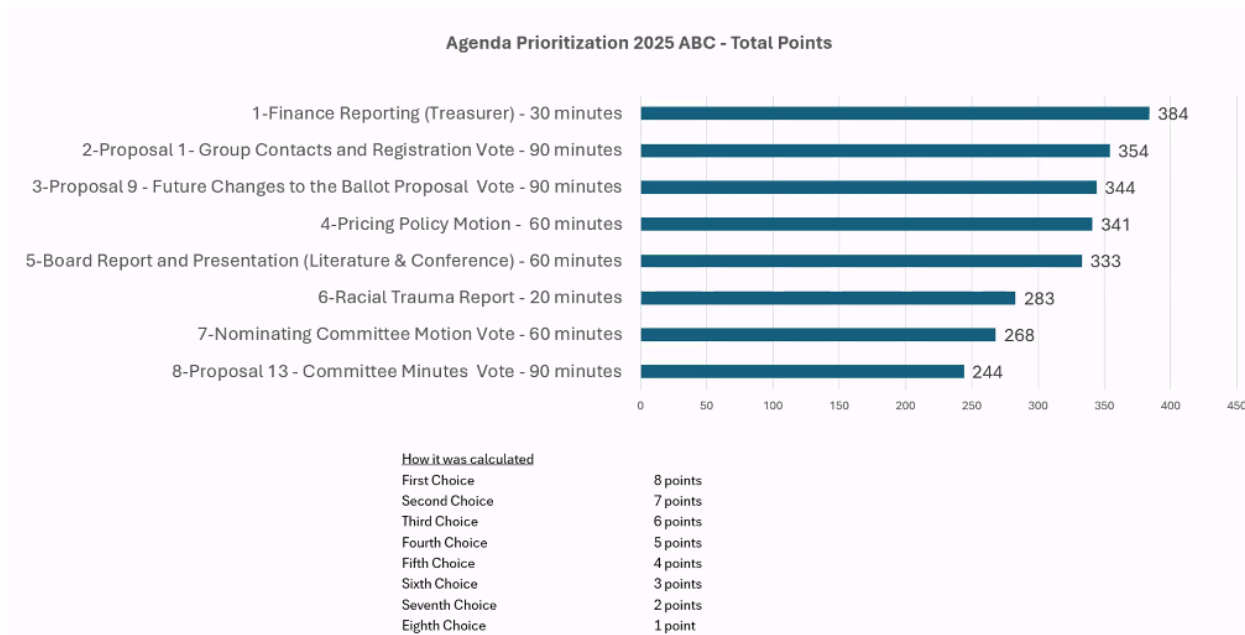 Agenda Prioritization 2025 ABC - Total Points
1-Finance Reporting (Treasurer) - 30 minutes 384
2-Proposal 1- Group Contacts and Registration Vote - 90 minutes 354
3-Proposal 9 - Future Changes to the Ballot Proposal  Vote - 90 minutes 344
4-Pricing Policy Motion -  60 minutes 341
5-Board Report and Presentation (Literature & Conference) - 60 minutes 333
6-Racial Trauma Report - 20 minutes 283
7-Nominating Committee Motion Vote - 60 minutes 268
8-Proposal 13 - Committee Minutes  Vote - 90 minutes 244
0 50 100 150 200 250 300 350 400 450
How it was calculated
First Choice 8 points
Second Choice 7 points
Third Choice 6 points
Fourth Choice 5 points
Fifth Choice 4 points
Sixth Choice 3 points
Seventh Choice 2 points
Eighth Choice 1 point